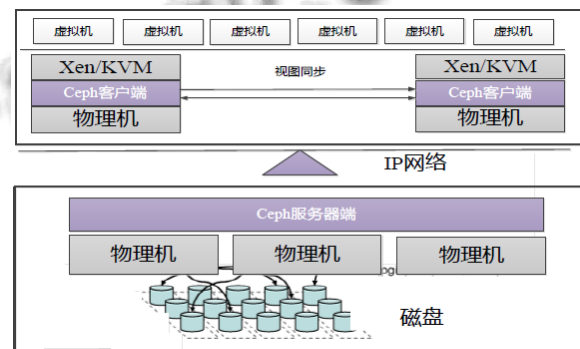 虚拟机 虚拟机 虚拟机 虚拟机 虚拟机 虚拟机
Xen/KVM 视图同步 Xen/KVM
Ceph客户端 Ceph客户端
物理机 物理机
IP网络
Ceph服务器端
物理机 物理机 物理机
磁盘